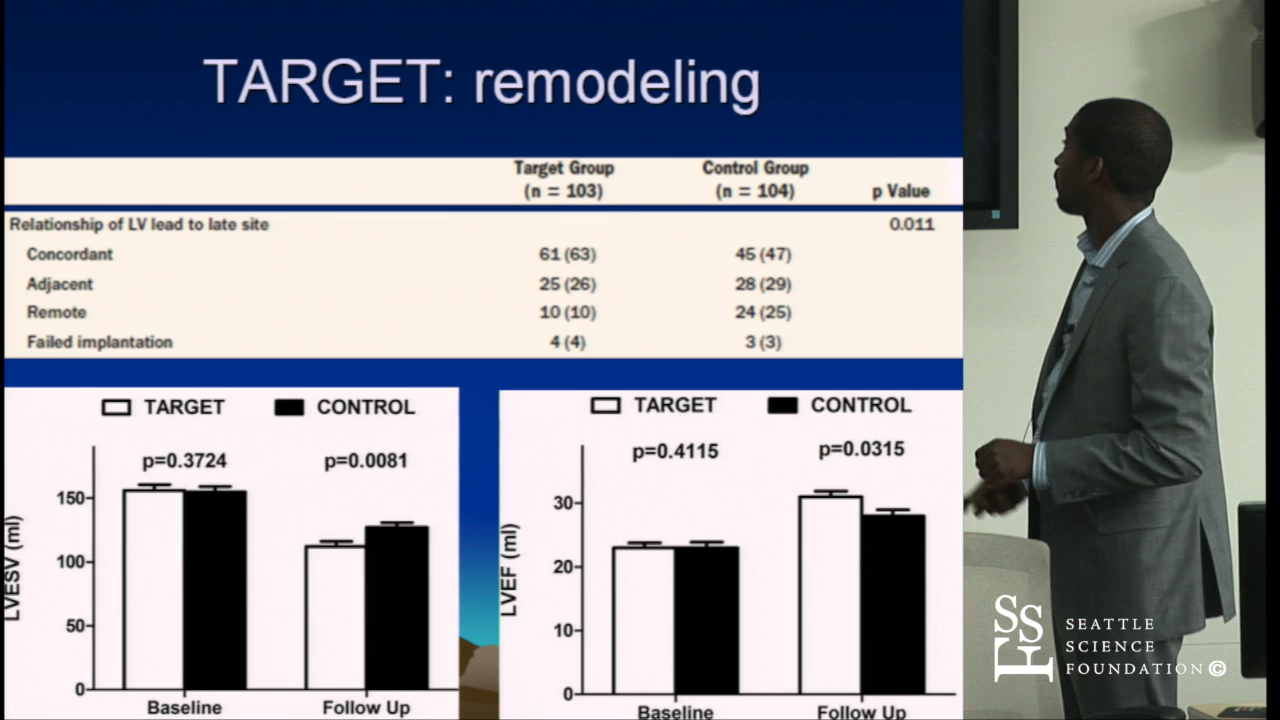 TARGET: remodeling
Target Group Control Group
(n = 103) (n = 104) p Value
Relationship of LV lead to late site 0.011
Concordant 61 (63) 45 (47)
Adjacent 25 (26) 28 (29)
Remote 10 (10) 24 (25)
Failed implantation 4 (4) 3 (3)
TARGET CONTROL
p=0.3724 p=0.0081
150
100
50
0
LVESV (ml)
Baseline Follow Up
TARGET CONTROL
p=0.4115 p=0.0315
30
20
10
0
LVEF (ml)
Baseline Follow Up
SSF
SEATTLE
SCIENCE
FOUNDATION©